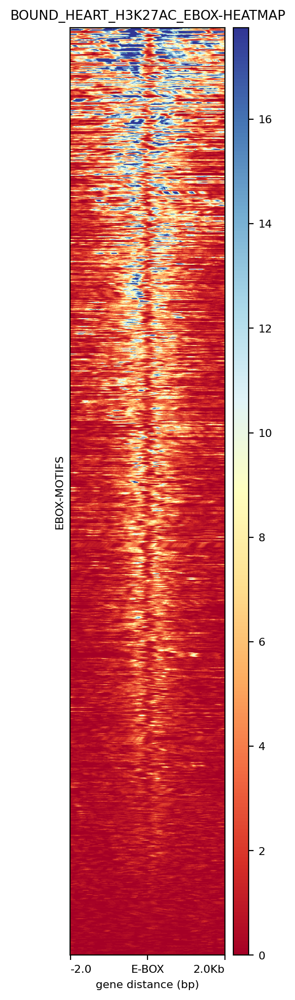 BOUND_HEART_H3K27AC_EBOX-HEATMAP
EBOX-MOTIFS
16
14
12
10
8
6
4
2
0
-2.0 E-BOX 2.0Kb
gene distance (bp)